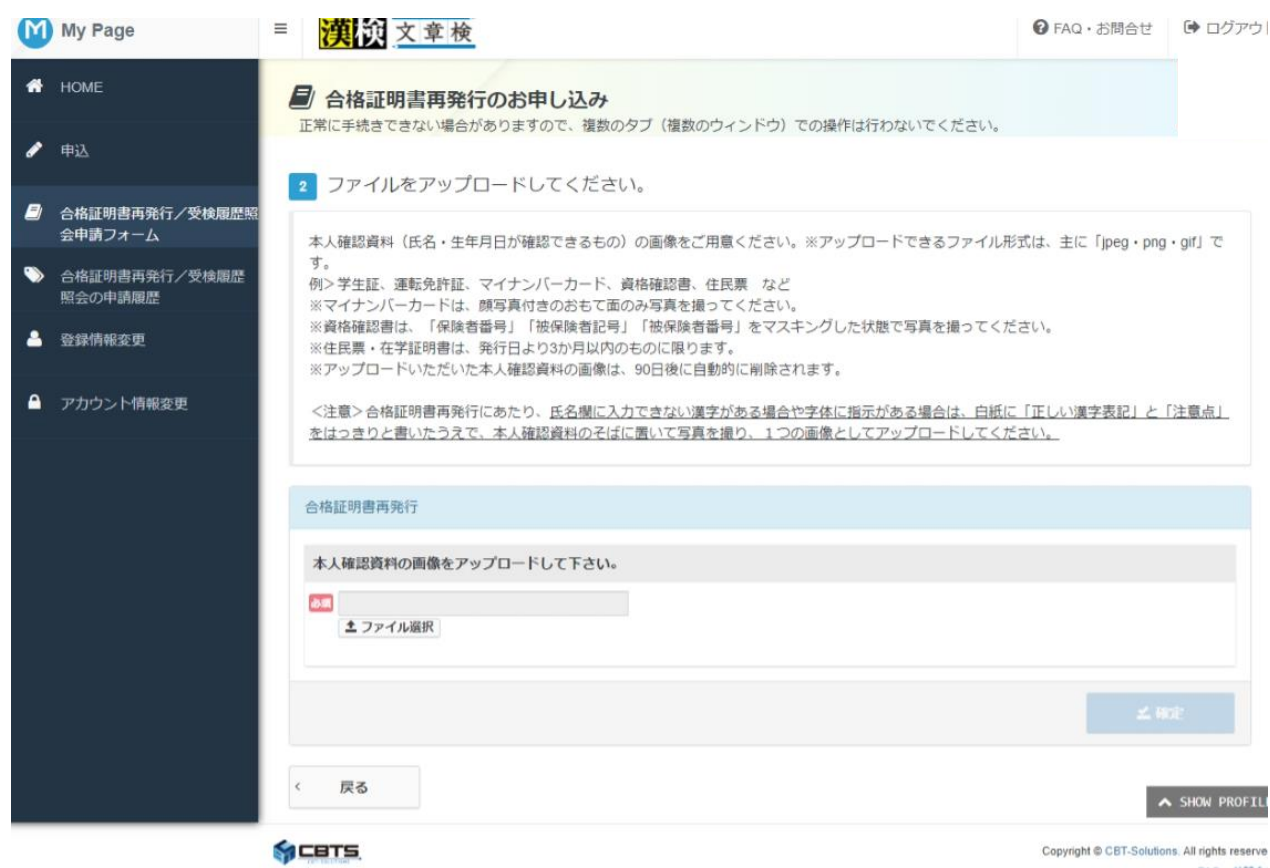 My Page
漢検 文章検
FAQ・お問合せ
ログアウト
HOME
申込
合格証明書再発行／受検履歴照
会申請フォーム
合格証明書再発行／受検履歴
照会の申請履歴
登録情報変更
アカウント情報変更
合格証明書再発行のお申し込み
正常に手続きできない場合がありますので、複数のタブ（複数のウィンドウ）での操作は行わないでください。
2 ファイルをアップロードしてください。
本人確認資料（氏名・生年月日が確認できるもの）の画像をご用意ください。※アップロードできるファイル形式は、主に「jpeg・png・gif」で
す。
例＞学生証、運転免許証、マイナンバーカード、資格確認書、住民票　など
※マイナンバーカードは、顔写真付きのおもて面のみ写真を撮ってください。
※資格確認書は、「保険者番号」「被保険者記号」「被保険者番号」をマスキングした状態で写真を撮ってください。
※住民票・在学証明書は、発行日より3か月以内のものに限ります。
※アップロードいただいた本人確認資料の画像は、90日後に自動的に削除されます。
＜注意＞合格証明書再発行にあたり、氏名欄に入力できない漢字がある場合や字体に指示がある場合は、白紙に「正しい漢字表記」と「注意点」
をはっきりと書いたうえで、本人確認資料のそばに置いて写真を撮り、１つの画像としてアップロードしてください。
合格証明書再発行
本人確認資料の画像をアップロードして下さい。
必須
ファイル選択
確定
戻る
SHOW PROFILE
CBTS
CBT-SOLUTIONS
Copyright © CBT-Solutions. All rights reserve